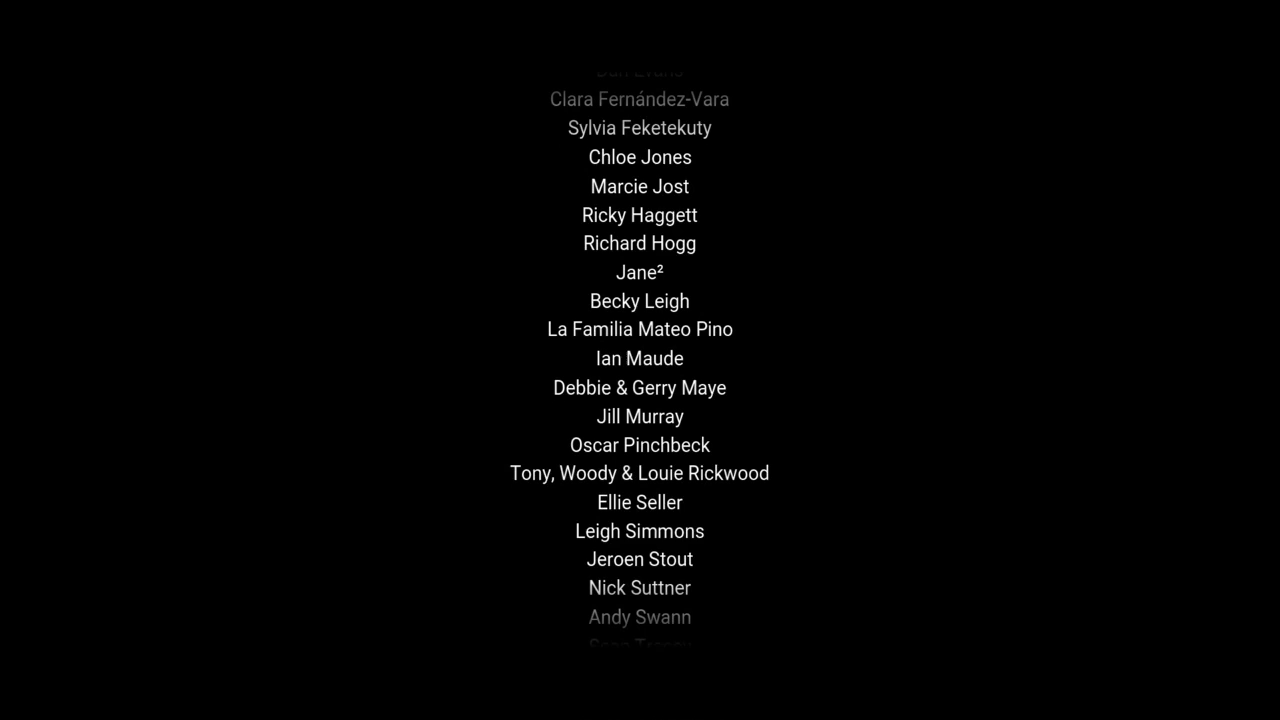 Clara Fernández-Vara
Sylvia Feketekuty
Chloe Jones
Marcie Jost
Ricky Haggett
Richard Hogg
Jane²
Becky Leigh
La Familia Mateo Pino
Ian Maude
Debbie & Gerry Maye
Jill Murray
Oscar Pinchbeck
Tony, Woody & Louie Rickwood
Ellie Seller
Leigh Simmons
Jeroen Stout
Nick Suttner
Andy Swann